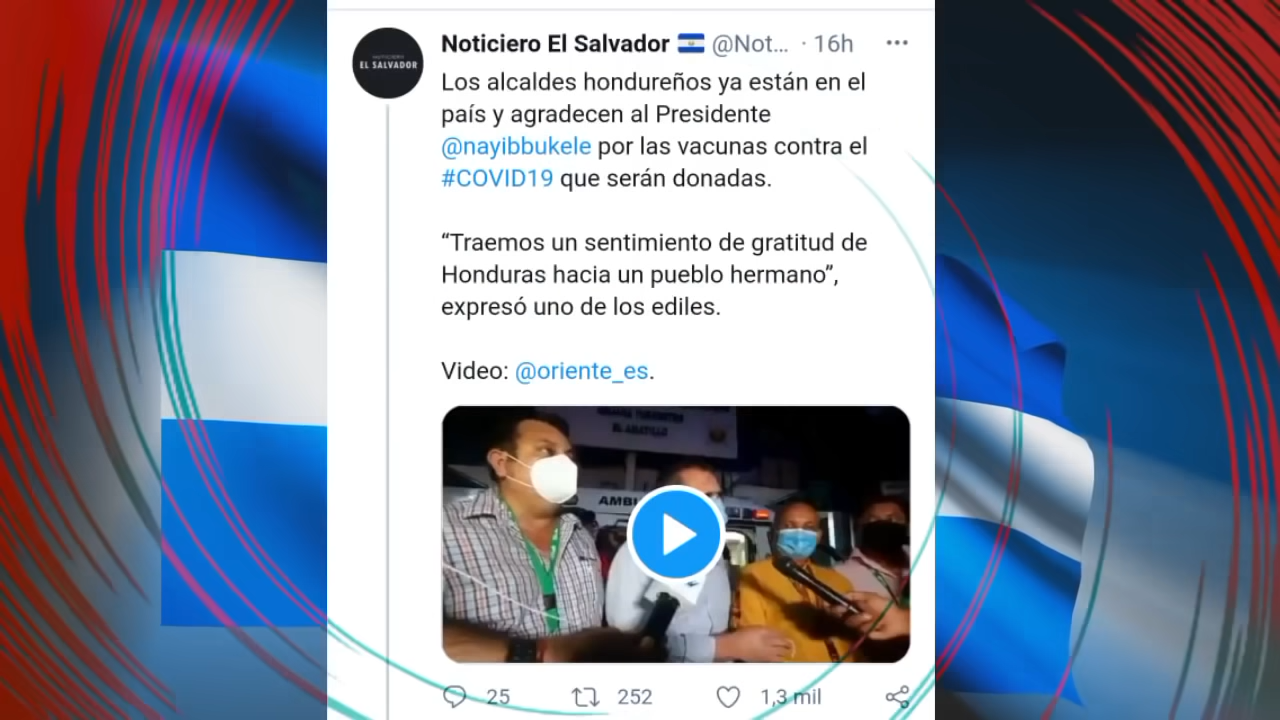 Noticiero El Salvador 🇸🇻 @Not... · 16h
EL SALVADOR
Los alcaldes hondureños ya están en el
país y agradecen al Presidente
@nayibbukele por las vacunas contra el
#COVID19 que serán donadas.
“Traemos un sentimiento de gratitud de
Honduras hacia un pueblo hermano”,
expresó uno de los ediles.
Video: @oriente_es.
EL AMATILLO
25 252 1,3 mil